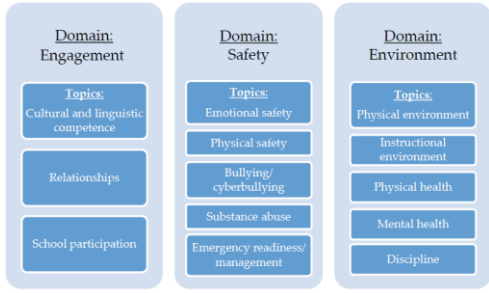 Domain:
Engagement
Topics:
Cultural and linguistic
competence
Relationships
School participation
Domain:
Safety
Topics:
Emotional safety
Physical safety
Bullying/
cyberbullying
Substance abuse
Emergency readiness/
management
Domain:
Environment
Topics:
Physical environment
Instructional
environment
Physical health
Mental health
Discipline